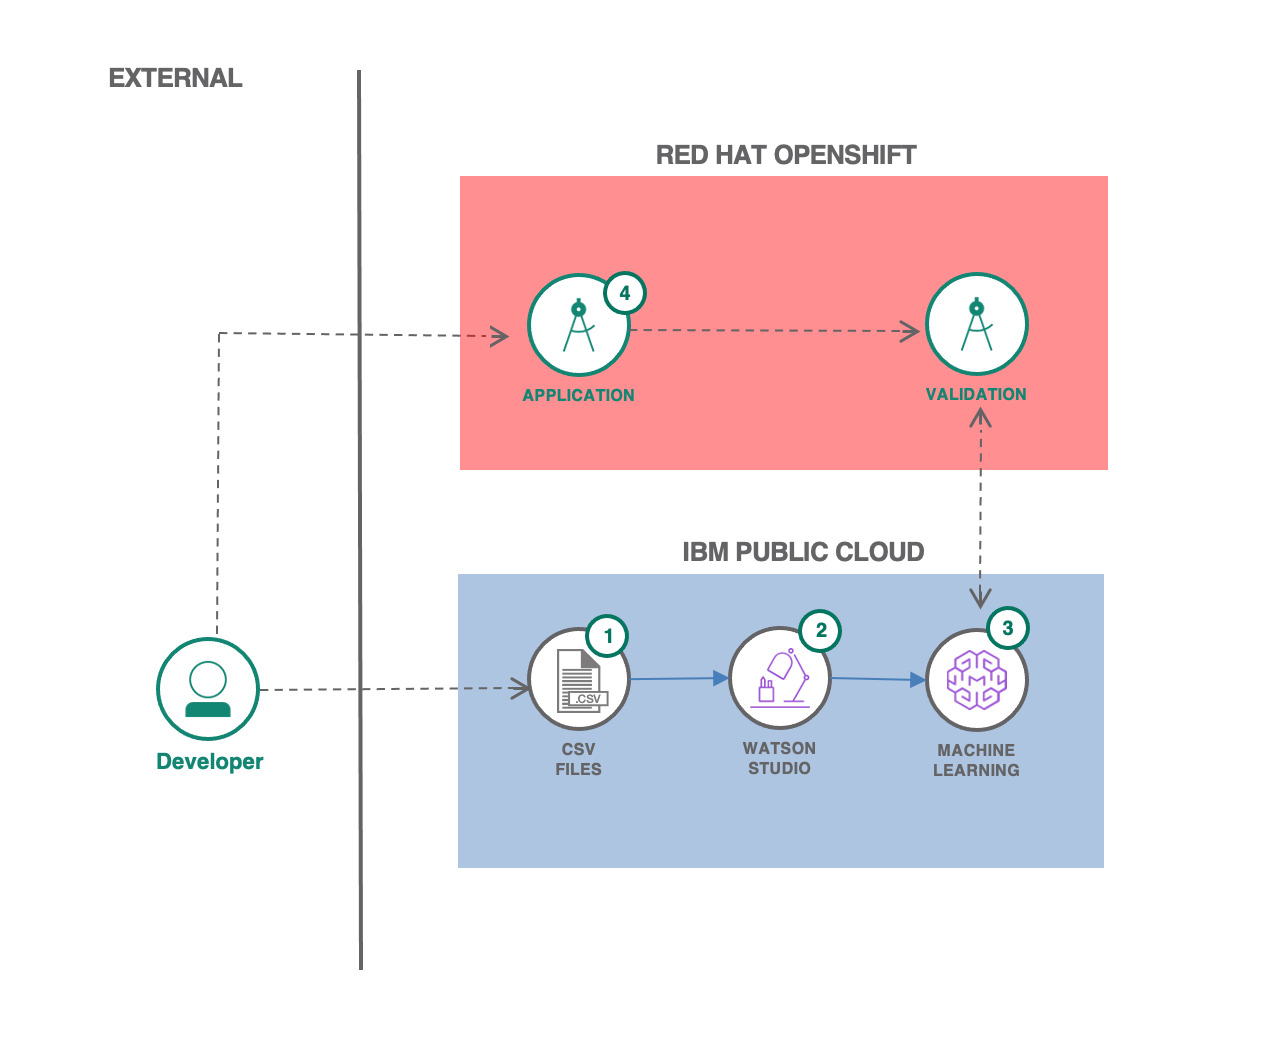 EXTERNAL
RED HAT OPENSHIFT
4
APPLICATION
VALIDATION
IBM PUBLIC CLOUD
1
.CSV
CSV
FILES
2
WATSON
STUDIO
3
M
MACHINE
LEARNING
Developer